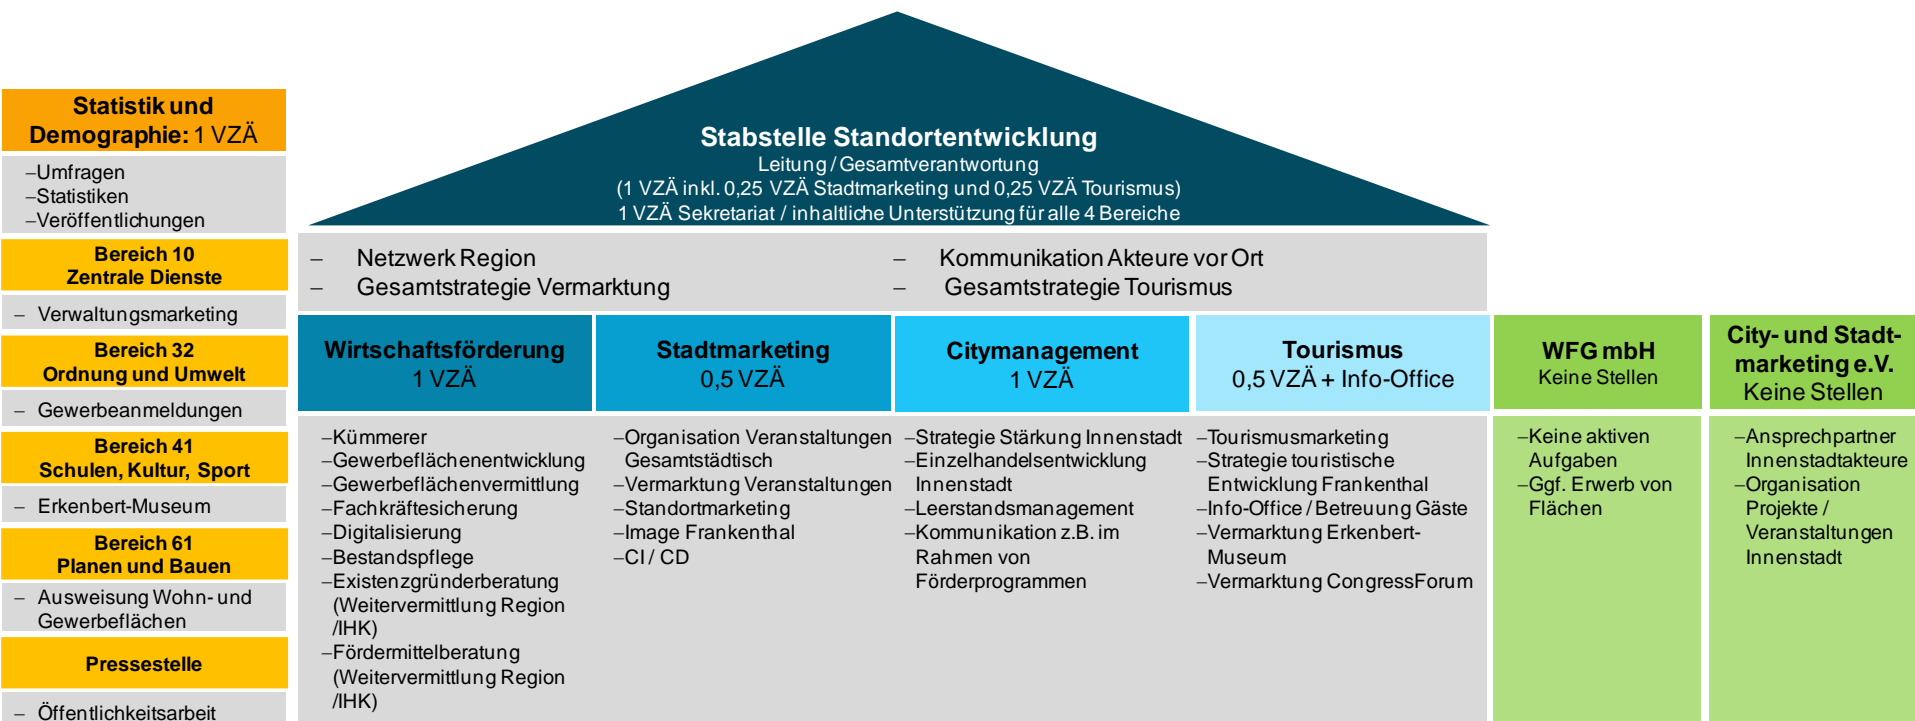 Statistik und
Demographie: 1 VZÄ
–Umfragen
–Statistiken
–Veröffentlichungen
Bereich 10
Zentrale Dienste
– Verwaltungsmarketing
Bereich 32
Ordnung und Umwelt
– Gewerbeanmeldungen
Bereich 41
Schulen, Kultur, Sport
– Erkenbert-Museum
Bereich 61
Planen und Bauen
– Ausweisung Wohn- und
Gewerbeflächen
Pressestelle
– Öffentlichkeitsarbeit
Stabstelle Standortentwicklung
Leitung / Gesamtverantwortung
(1 VZÄ inkl. 0,25 VZÄ Stadtmarketing und 0,25 VZÄ Tourismus)
1 VZÄ Sekretariat / inhaltliche Unterstützung für alle 4 Bereiche
– Netzwerk Region
– Gesamtstrategie Vermarktung
– Kommunikation Akteure vor Ort
– Gesamtstrategie Tourismus
Wirtschaftsförderung
1 VZÄ
–Kümmerer
–Gewerbeflächenentwicklung
–Gewerbeflächenvermittlung
–Fachkräftesicherung
–Digitalisierung
–Bestandspflege
–Existenzgründerberatung
(Weitervermittlung Region
/IHK)
–Fördermittelberatung
(Weitervermittlung Region
/IHK)
Stadtmarketing
0,5 VZÄ
–Organisation Veranstaltungen
Gesamtstädtisch
–Vermarktung Veranstaltungen
–Standortmarketing
–Image Frankenthal
–CI / CD
Citymanagement
1 VZÄ
–Strategie Stärkung Innenstadt
–Einzelhandelsentwicklung
Innenstadt
–Leerstandsmanagement
–Kommunikation z.B. im
Rahmen von
Förderprogrammen
Tourismus
0,5 VZÄ + Info-Office
–Tourismusmarketing
–Strategie touristische
Entwicklung Frankenthal
–Info-Office / Betreuung Gäste
–Vermarktung Erkenbert-
Museum
–Vermarktung CongressForum
WFG mbH
Keine Stellen
–Keine aktiven
Aufgaben
–Ggf. Erwerb von
Flächen
City- und Stadt-
marketing e.V.
Keine Stellen
–Ansprechpartner
Innenstadtakteure
–Organisation
Projekte /
Veranstaltungen
Innenstadt